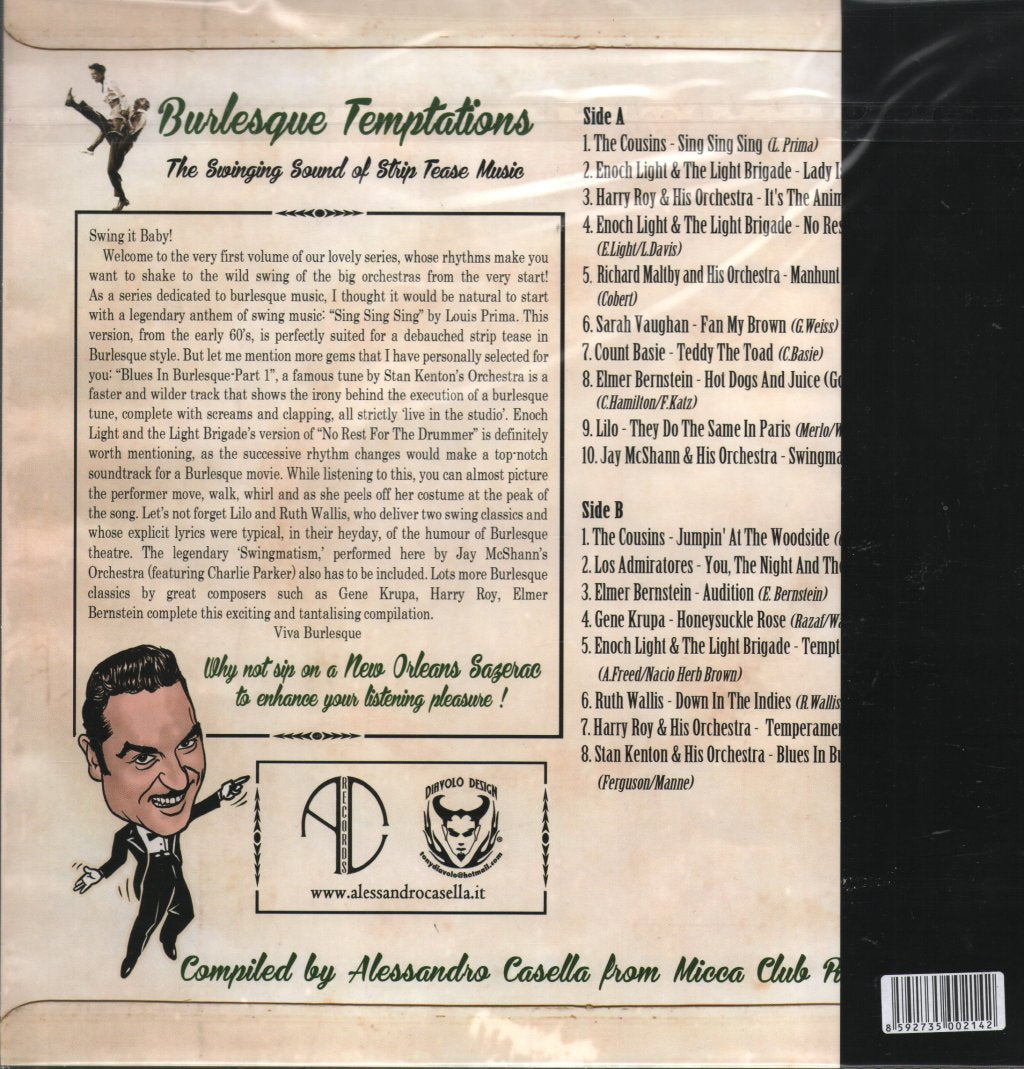 Burlesque Temptations
The Swinging Sound of Strip Tease Music
Swing it Baby!
Welcome to the very first volume of our lovely series, whose rhythms make you
want to shake to the wild swing of the big orchestras from the very start!
As a series dedicated to burlesque music, I thought it would be natural to start
with a legendary anthem of swing music: “Sing Sing Sing” by Louis Prima. This
version, from the early 60’s, is perfectly suited for a debauched strip tease in
Burlesque style. But let me mention more gems that I have personally selected for
you: “Blues In Burlesque-Part 1”, a famous tune by Stan Kenton’s Orchestra is a
faster and wilder track that shows the irony behind the execution of a burlesque
tune, complete with screams and clapping, all strictly ‘live in the studio’. Enoch
Light and the Light Brigade’s version of “No Rest For The Drummer” is definitely
worth mentioning, as the successive rhythm changes would make a top-notch
soundtrack for a Burlesque movie. While listening to this, you can almost picture
the performer move, walk, whirl and as she peels off her costume at the peak of
the song. Let’s not forget Lilo and Ruth Wallis, who deliver two swing classics and
whose explicit lyrics were typical, in their heyday, of the humour of Burlesque
theatre. The legendary ‘Swingmatism,’ performed here by Jay McShann’s
Orchestra (featuring Charlie Parker) also has to be included. Lots more Burlesque
classics by great composers such as Gene Krupa, Harry Roy, Elmer
Bernstein complete this exciting and tantalising compilation.
Viva Burlesque
Why not sip on a New Orleans Sazerac
to enhance your listening pleasure !
RECORDS
DIAVOLO DESIGN
®
tonydiavolo@hotmail.com
www.alessandrocasella.it
Side A
1. The Cousins - Sing Sing Sing (L. Prima)
2. Enoch Light & The Light Brigade - Lady
3. Harry Roy & His Orchestra - It's The Anim
4. Enoch Light & The Light Brigade - No Res
(E.Light/L.Davis)
5. Richard Maltby and His Orchestra - Manhunt
(Cobert)
6. Sarah Vaughan - Fan My Brown (G.Weiss)
7. Count Basie - Teddy The Toad (C.Basie)
8. Elmer Bernstein - Hot Dogs And Juice (Go
(C.Hamilton/F.Katz)
9. Lilo - They Do The Same In Paris (Merlo/W
10. Jay McShann & His Orchestra - Swingma
Side B
1. The Cousins - Jumpin' At The Woodside (
2. Los Admiratores - You, The Night And The
3. Elmer Bernstein - Audition (E. Bernstein)
4. Gene Krupa - Honeysuckle Rose (Razaf/Wa
5. Enoch Light & The Light Brigade - Tempt
(A.Freed/Nacio Herb Brown)
6. Ruth Wallis - Down In The Indies (R.Wallis
7. Harry Roy & His Orchestra - Temperamen
8. Stan Kenton & His Orchestra - Blues In Bu
(Ferguson/Manne)
Compiled by Alessandro Casella from Micca Club R
8 592735 002142